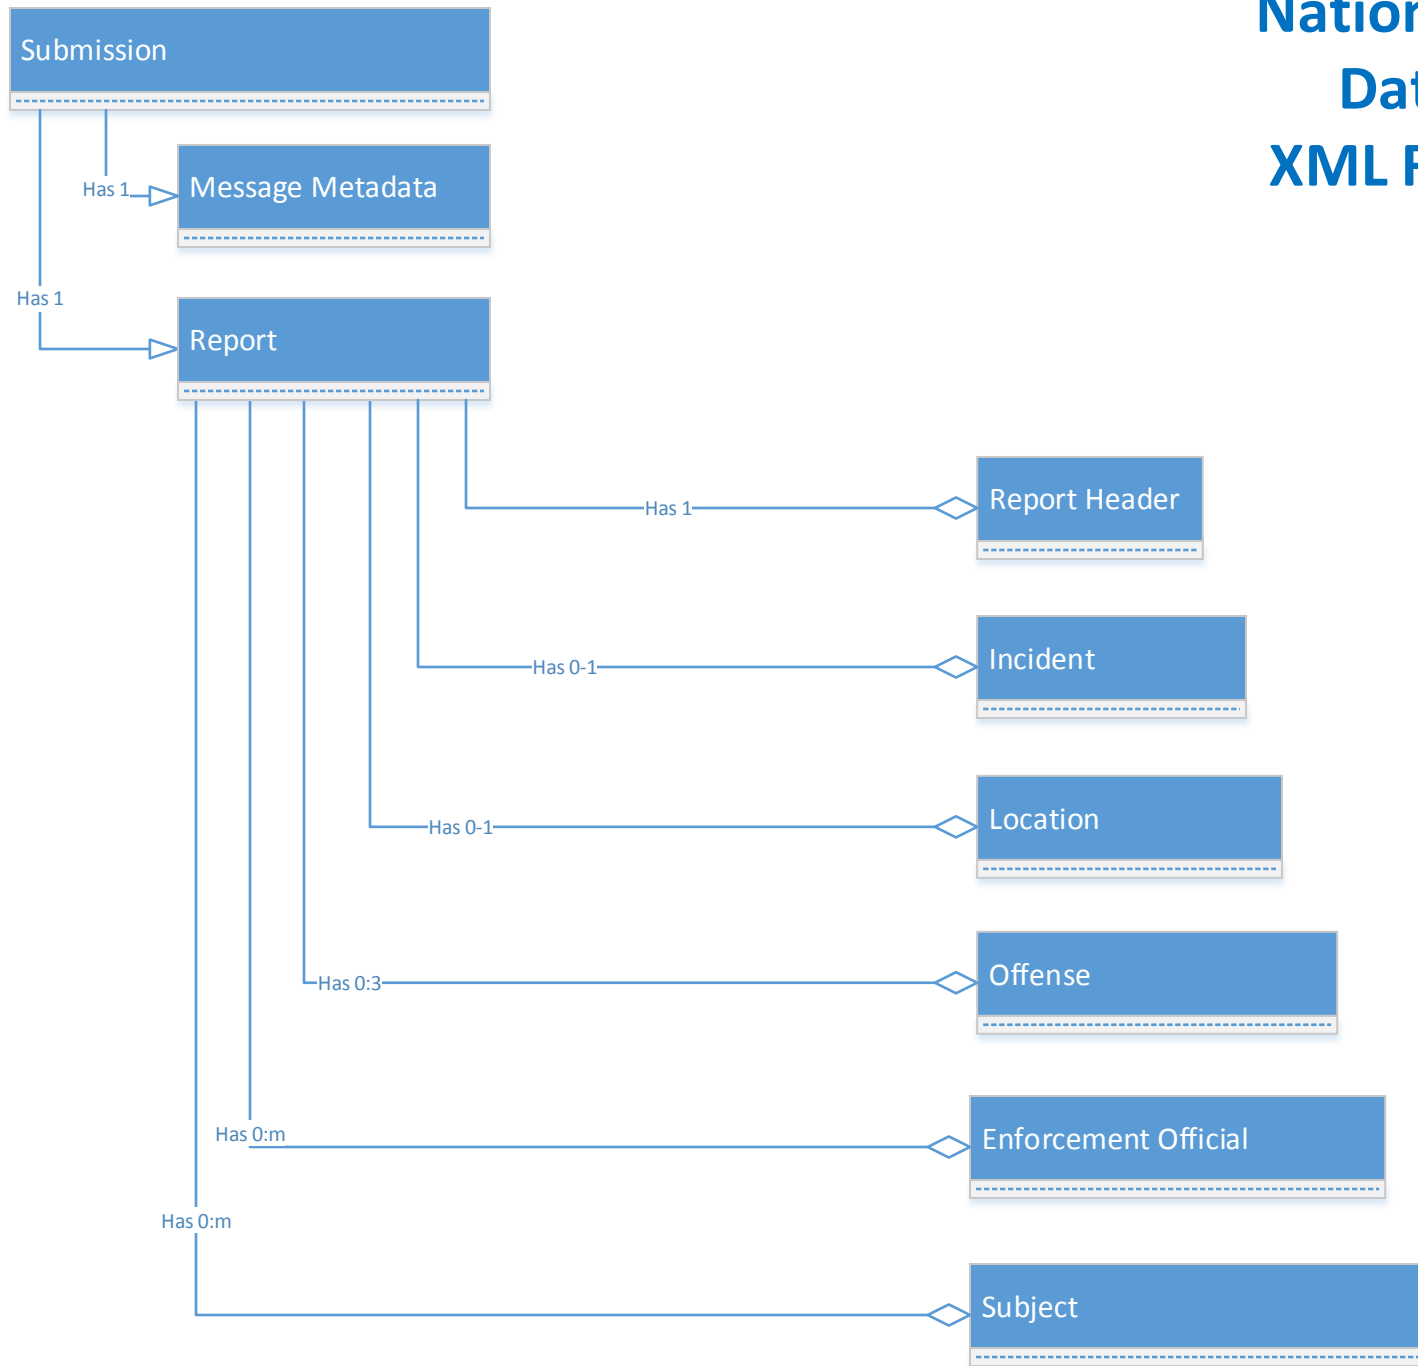 Submission
Message Metadata
Has 1
Has 1
Report
Has 1
Report Header
Has 0-1
Incident
Has 0-1
Location
Has 0:3
Offense
Has 0:m
Enforcement Official
Has 0:m
Subject
XML